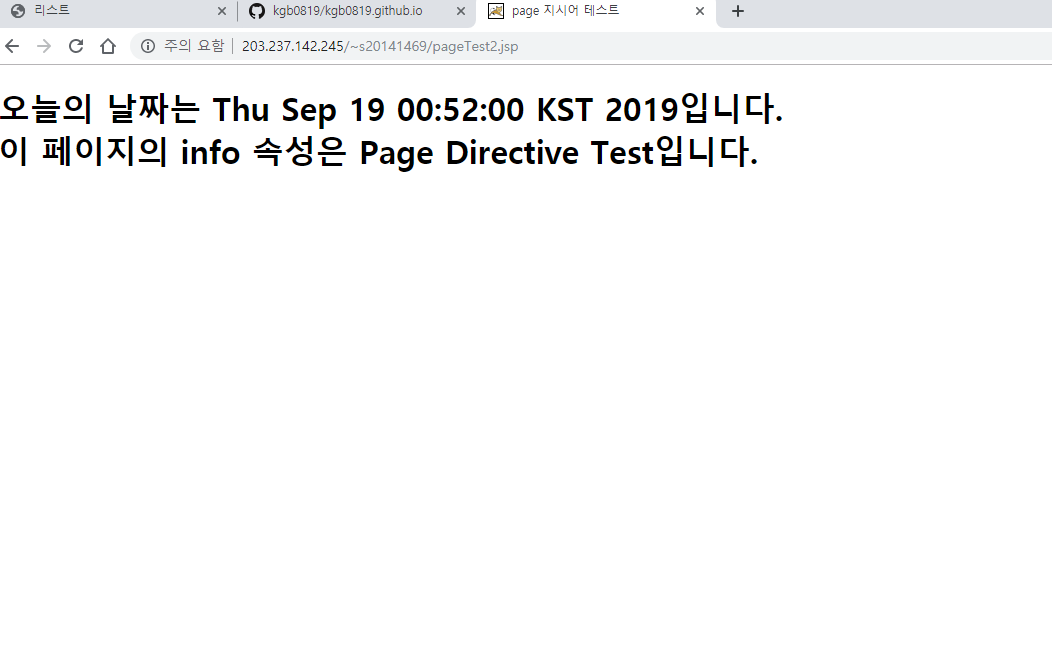 리스트
kgb0819/kgb0819.github.io
page 지시어 테스트
주의 요함 | 203.237.142.245/~s20141469/pageTest2.jsp
오늘의 날짜는 Thu Sep 19 00:52:00 KST 2019입니다.
이 페이지의 info 속성은 Page Directive Test입니다.